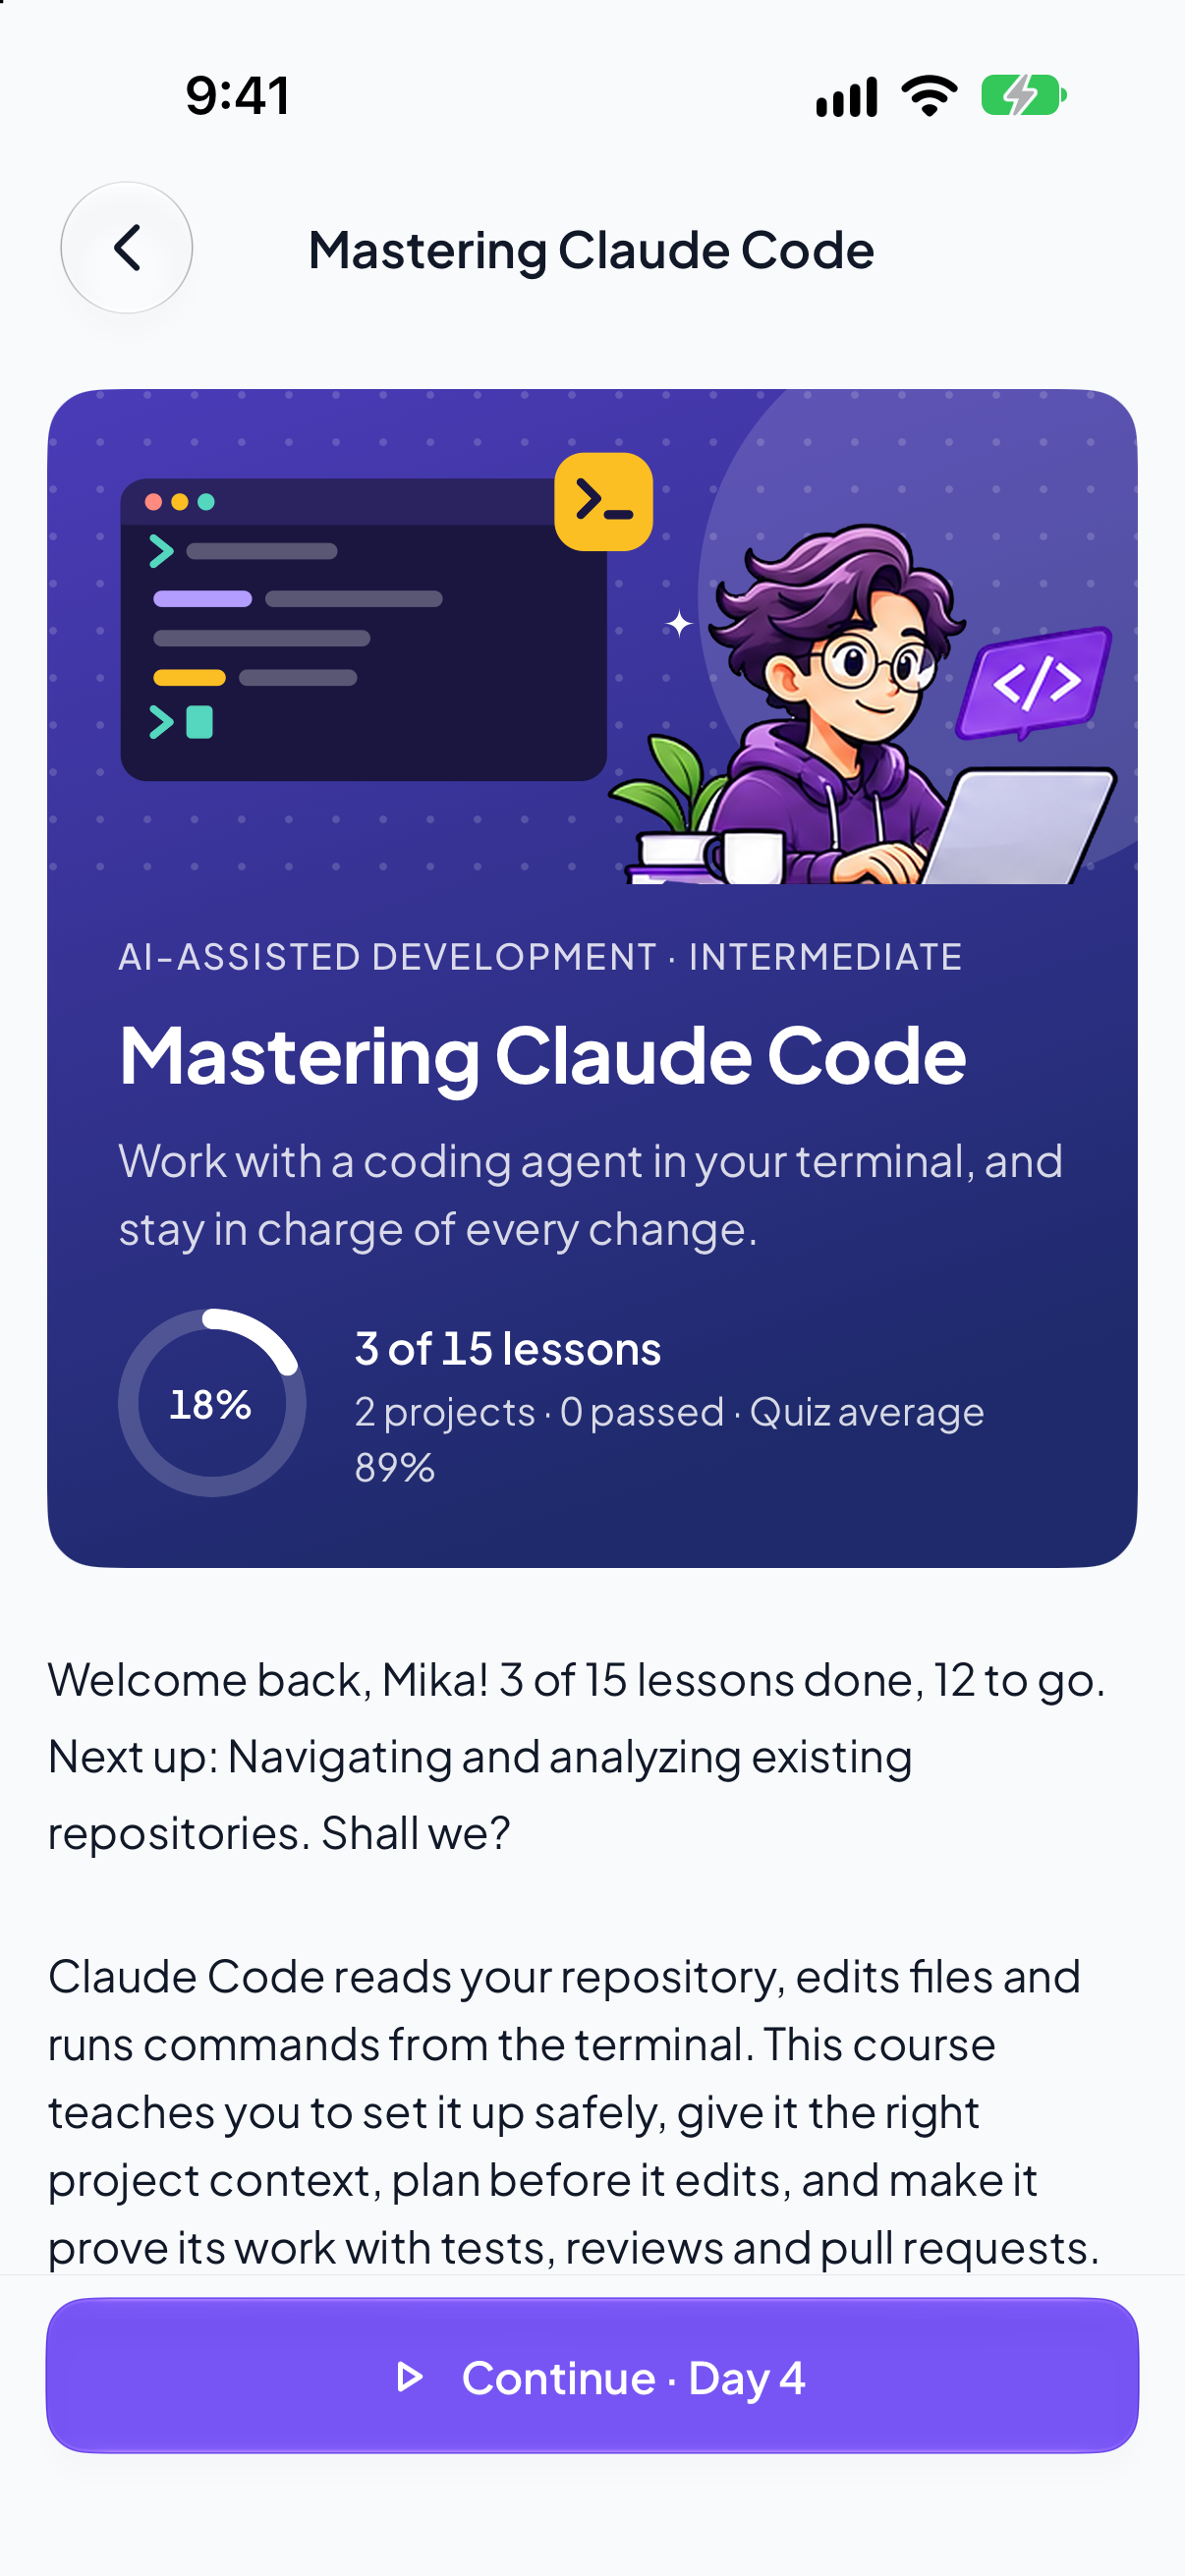 9:41
Mastering Claude Code
</>
AI-ASSISTED DEVELOPMENT · INTERMEDIATE
Mastering Claude Code
Work with a coding agent in your terminal, and
stay in charge of every change.
18%
3 of 15 lessons
2 projects · 0 passed · Quiz average
89%
Welcome back, Mika! 3 of 15 lessons done, 12 to go.
Next up: Navigating and analyzing existing
repositories. Shall we?
Claude Code reads your repository, edits files and
runs commands from the terminal. This course
teaches you to set it up safely, give it the right
project context, plan before it edits, and make it
prove its work with tests, reviews and pull requests.
Continue · Day 4